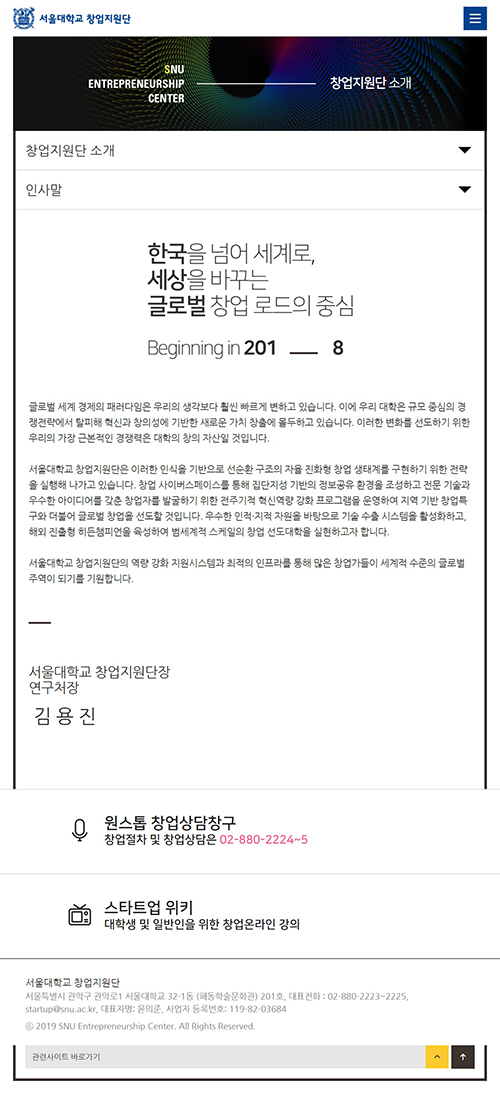 서울대학교 창업지원단
SNU
ENTREPRENEURSHIP
CENTER
창업지원단 소개
창업지원단 소개
인사말
한국을 넘어 세계로,
세상을 바꾸는
글로벌 창업 로드의 중심
Beginning in 201 __ 8
글로벌 세계 경제의 패러다임은 우리의 생각보다 훨씬 빠르게 변하고 있습니다. 이에 우리 대학은 규모 중심의 경
쟁전략에서 탈피해 혁신과 창의성에 기반한 새로운 가치 창출에 몰두하고 있습니다. 이러한 변화를 선도하기 위한
우리의 가장 근본적인 경쟁력은 대학의 창의 자산일 것입니다.
서울대학교 창업지원단은 이러한 인식을 기반으로 선순환 구조의 자율 진화형 창업 생태계를 구현하기 위한 전략
을 실행해 나가고 있습니다. 창업 사이버스페이스를 통해 집단지성 기반의 정보공유 환경을 조성하고 전문 기술과
우수한 아이디어를 갖춘 창업자를 발굴하기 위한 전주기적 혁신역량 강화 프로그램을 운영하여 지역 기반 창업특
구와 더불어 글로벌 창업을 선도할 것입니다. 우수한 인적·지적 자원을 바탕으로 기술 수출 시스템을 활성화하고,
해외 진출형 히든챔피언을 육성하여 범세계적 스케일의 창업 선도대학을 실현하고자 합니다.
서울대학교 창업지원단의 역량 강화 지원시스템과 최적의 인프라를 통해 많은 창업가들이 세계적 수준의 글로벌
주역이 되기를 기원합니다.
서울대학교 창업지원단장
연구처장
김 용 진
원스톱 창업상담창구
창업절차 및 창업상담은 02-880-2224~5
스타트업 위키
대학생 및 일반인을 위한 창업온라인 강의
서울대학교 창업지원단
서울특별시 관악구 관악로1 서울대학교 32-1동 (해동학술문화관) 201호, 대표전화 : 02-880-2223~2225,
startup@snu.ac.kr, 대표자명: 윤의준, 사업자 등록번호: 119-82-03684
ⓒ 2019 SNU Entrepreneurship Center. All Rights Reserved.
관련사이트 바로가기